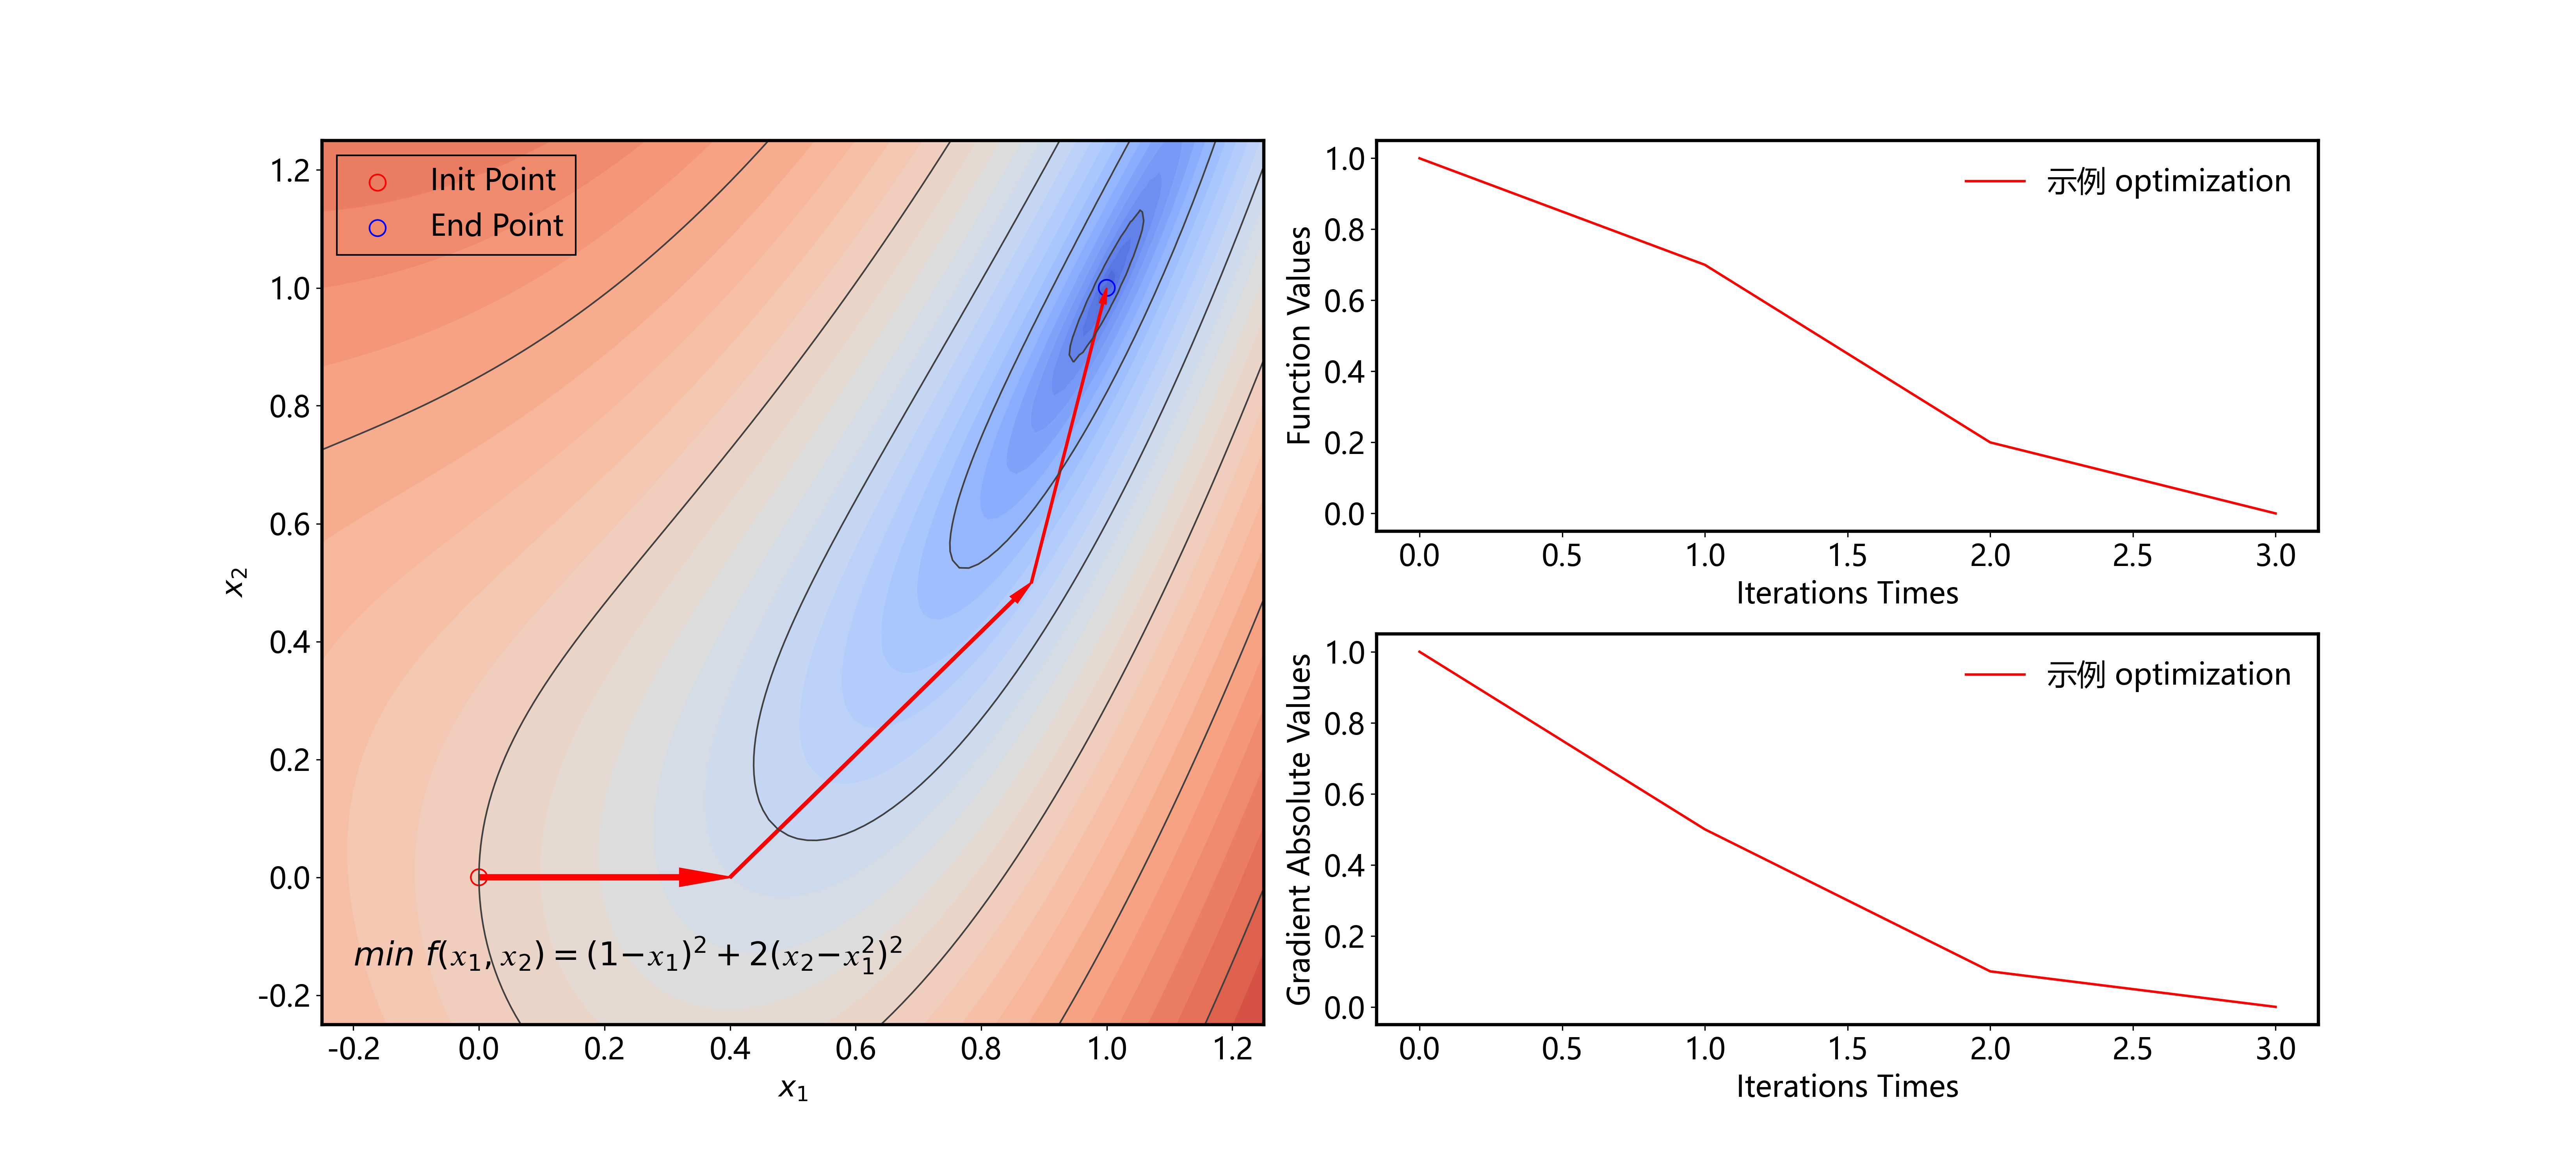 1.2
1.0
0.8
0.6
0.4
0.2
0.0
-0.2
x₂
Init Point
End Point
min f(x₁, x₂) = (1−x₁)² + 2(x₂−x₁²)²
-0.2 0.0 0.2 0.4 0.6 0.8 1.0 1.2
x₁
Function Values
1.0
0.8
0.6
0.4
0.2
0.0
示例 optimization
0.0 0.5 1.0 1.5 2.0 2.5 3.0
Iterations Times
Gradient Absolute Values
1.0
0.8
0.6
0.4
0.2
0.0
示例 optimization
0.0 0.5 1.0 1.5 2.0 2.5 3.0
Iterations Times